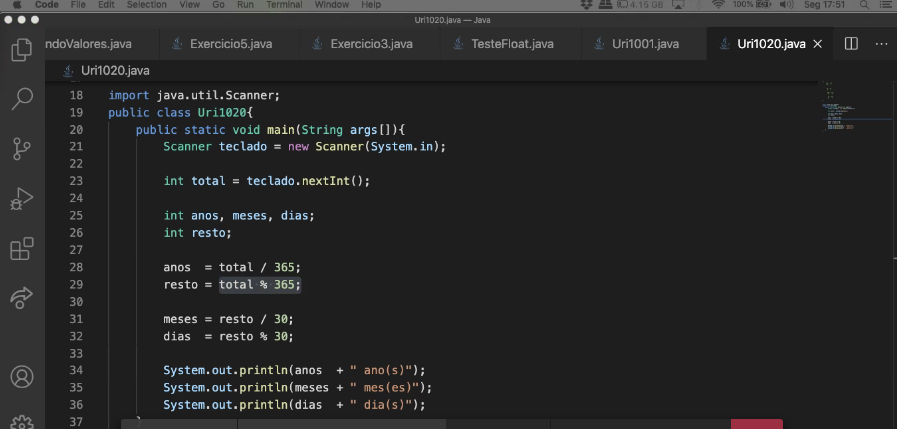 Code File Edit Selection View Go Run Terminal Window Help 4.15 GB 100% Seg 17:51
Uri1020.java — Java
ndoValores.java Exercicio5.java Exercicio3.java TesteFloat.java Uri1001.java Uri1020.java
Uri1020.java
18 import java.util.Scanner;
19 public class Uri1020{
20 public static void main(String args[]){
21 Scanner teclado = new Scanner(System.in);
22
23 int total = teclado.nextInt();
24
25 int anos, meses, dias;
26 int resto;
27
28 anos = total / 365;
29 resto = total % 365;
30
31 meses = resto / 30;
32 dias = resto % 30;
33
34 System.out.println(anos + " ano(s)");
35 System.out.println(meses + " mes(es)");
36 System.out.println(dias + " dia(s)");
37